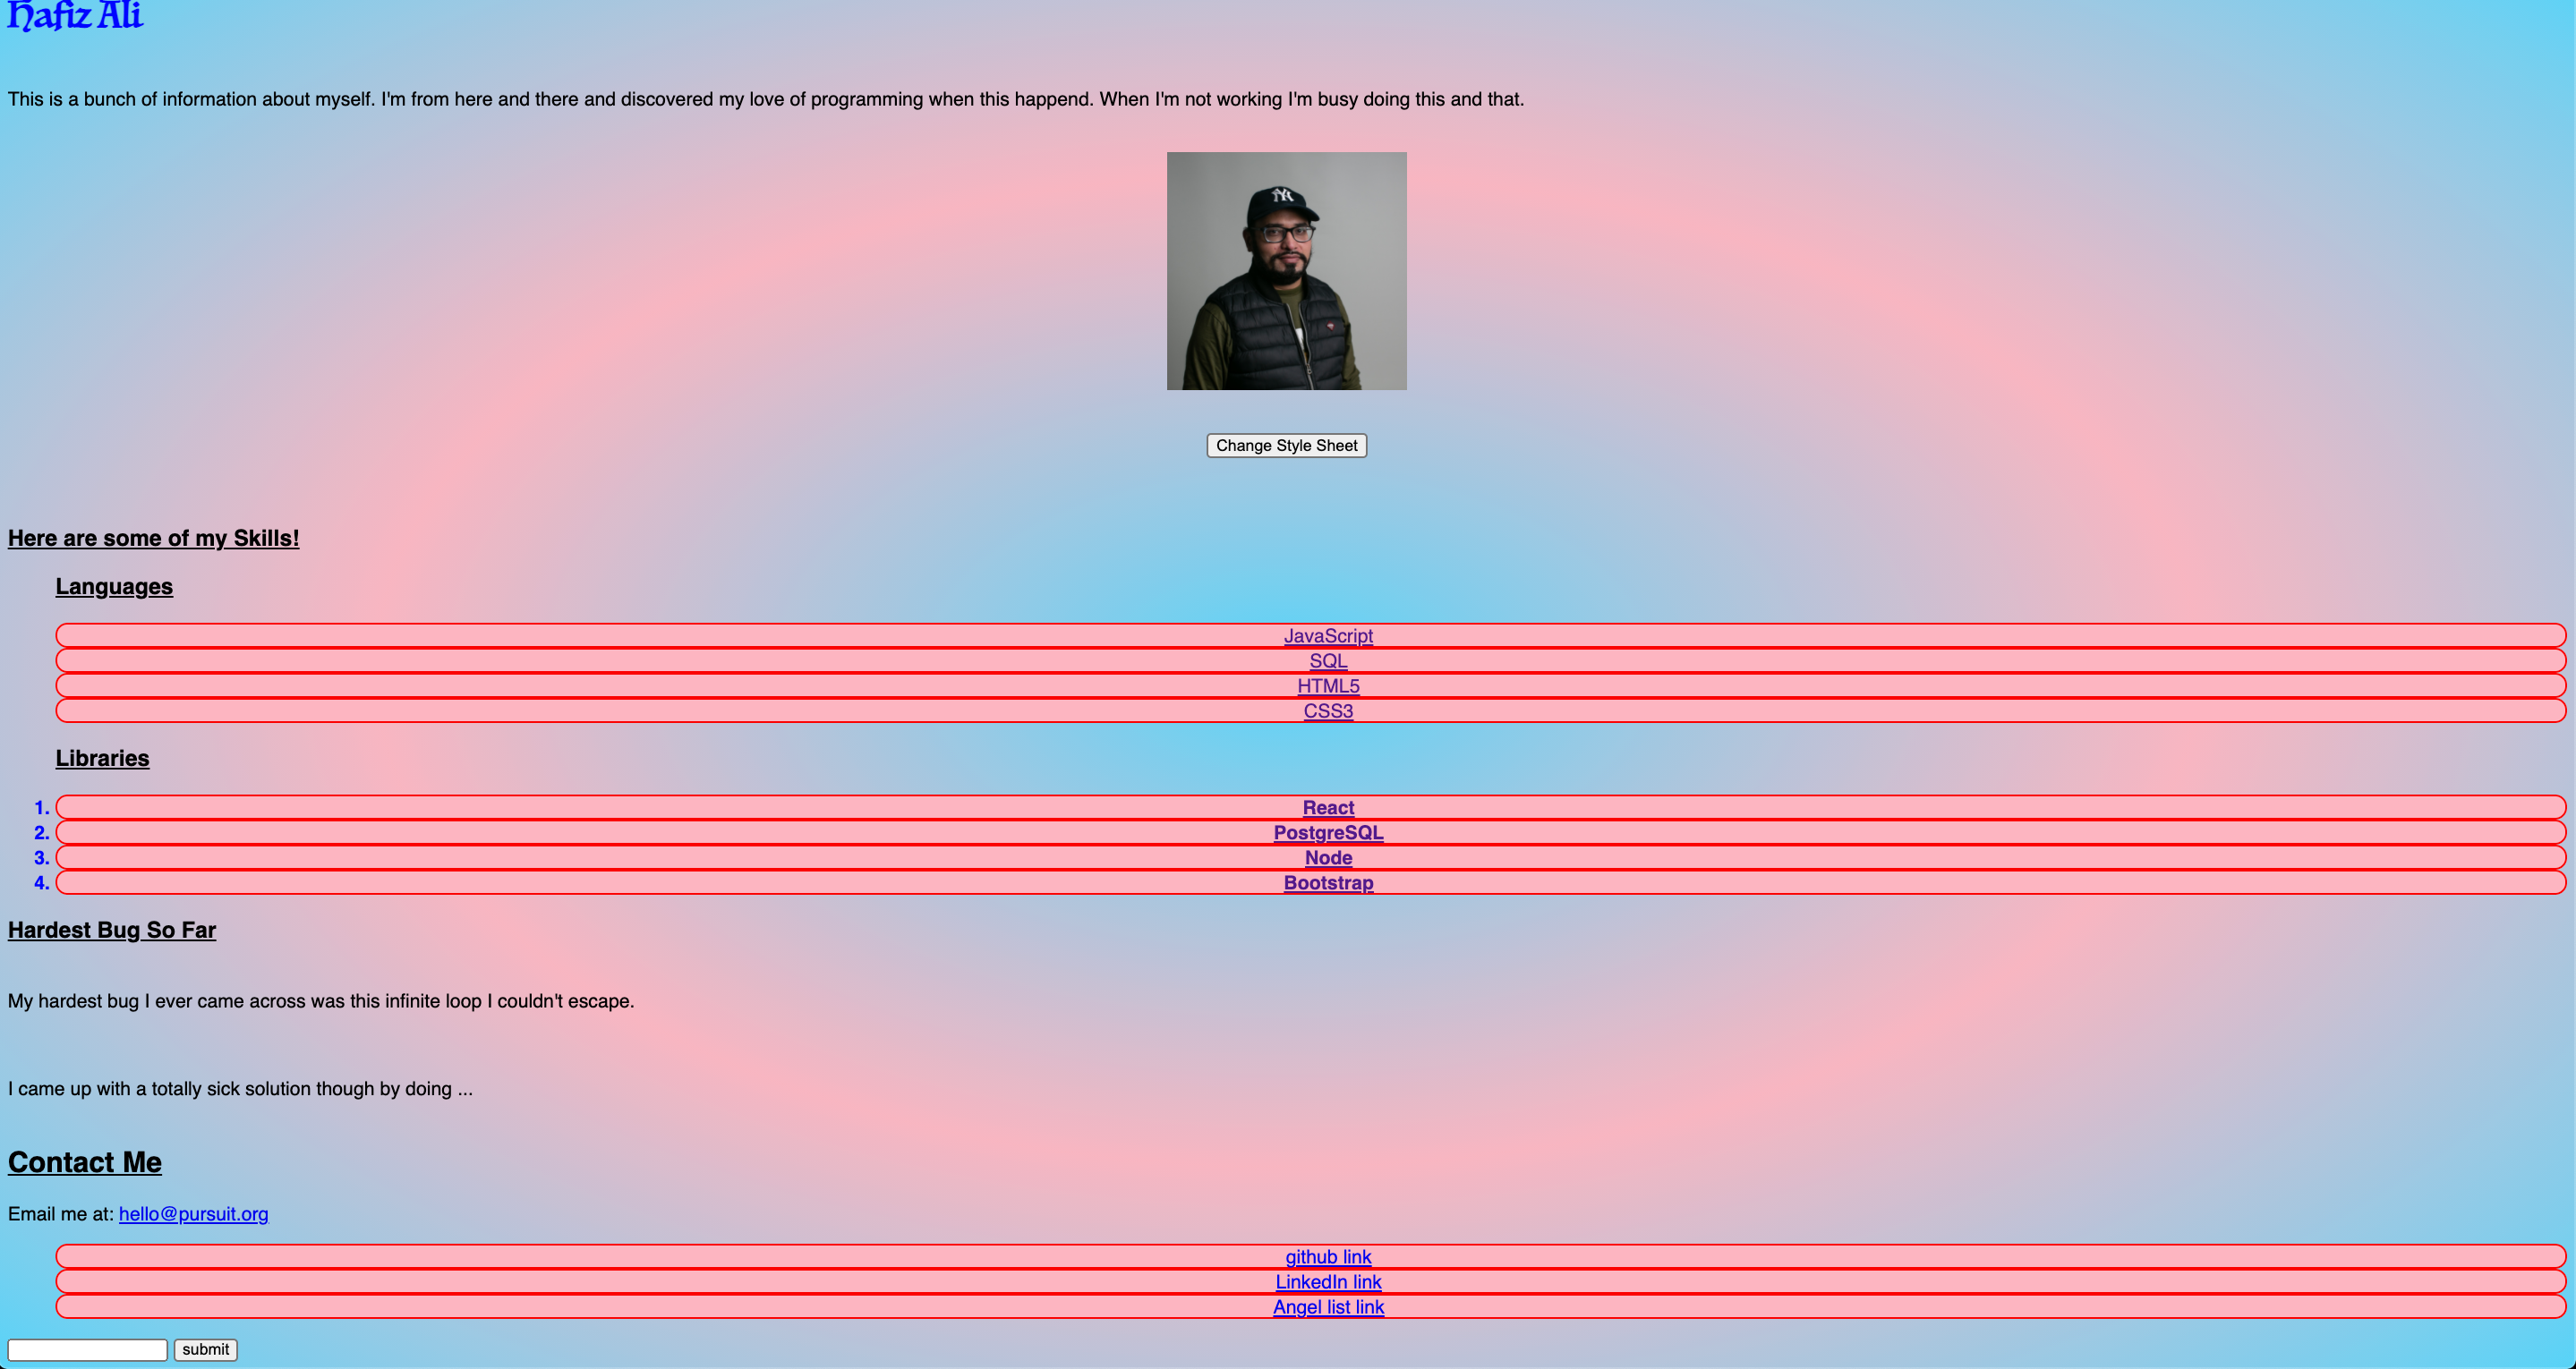 Hafiz Ali
This is a bunch of information about myself. I'm from here and there and discovered my love of programming when this happend. When I'm not working I'm busy doing this and that.
NY
Change Style Sheet
Here are some of my Skills!
Languages
JavaScript
SQL
HTML5
CSS3
Libraries
1. React
2. PostgreSQL
3. Node
4. Bootstrap
Hardest Bug So Far
My hardest bug I ever came across was this infinite loop I couldn't escape.
I came up with a totally sick solution though by doing ...
Contact Me
Email me at: hello@pursuit.org
github link
LinkedIn link
Angel list link
submit